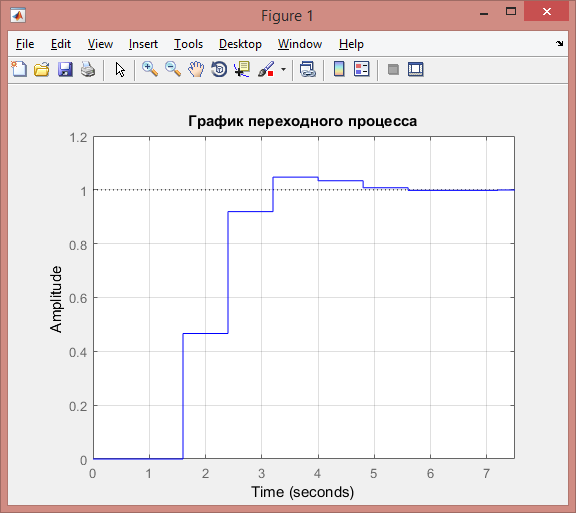 Figure 1
File Edit View Insert Tools Desktop Window Help
График переходного процесса
1.2
1
0.8
0.6
0.4
0.2
0
Amplitude
0 1 2 3 4 5 6 7
Time (seconds)